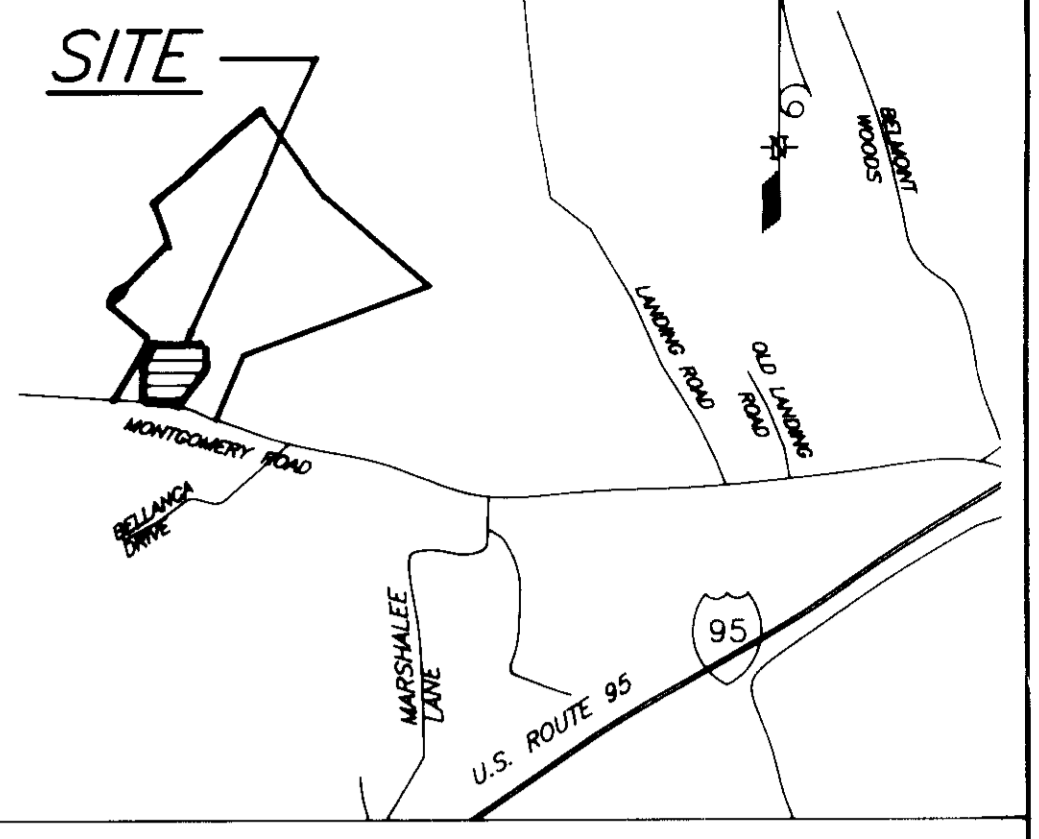 SITE
BELMONT
WOODS
N
LANDING ROAD
OLD LANDING
ROAD
MONTGOMERY ROAD
BELLANCA
DRIVE
MARSHALEE
LANE
95
U.S. ROUTE 95